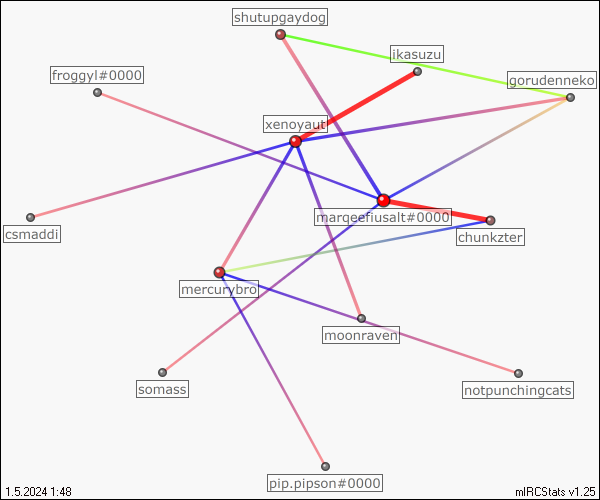 shutupgaydog
ikasuzu
froggyl#0000
gorudenneko
xenoyaut
marqeefiusalt#0000
csmaddi
chunkzter
mercurybro
moonraven
somass
notpunchingcats
pip.pipson#0000
1.5.2024 1:48
mIRCStats v1.25